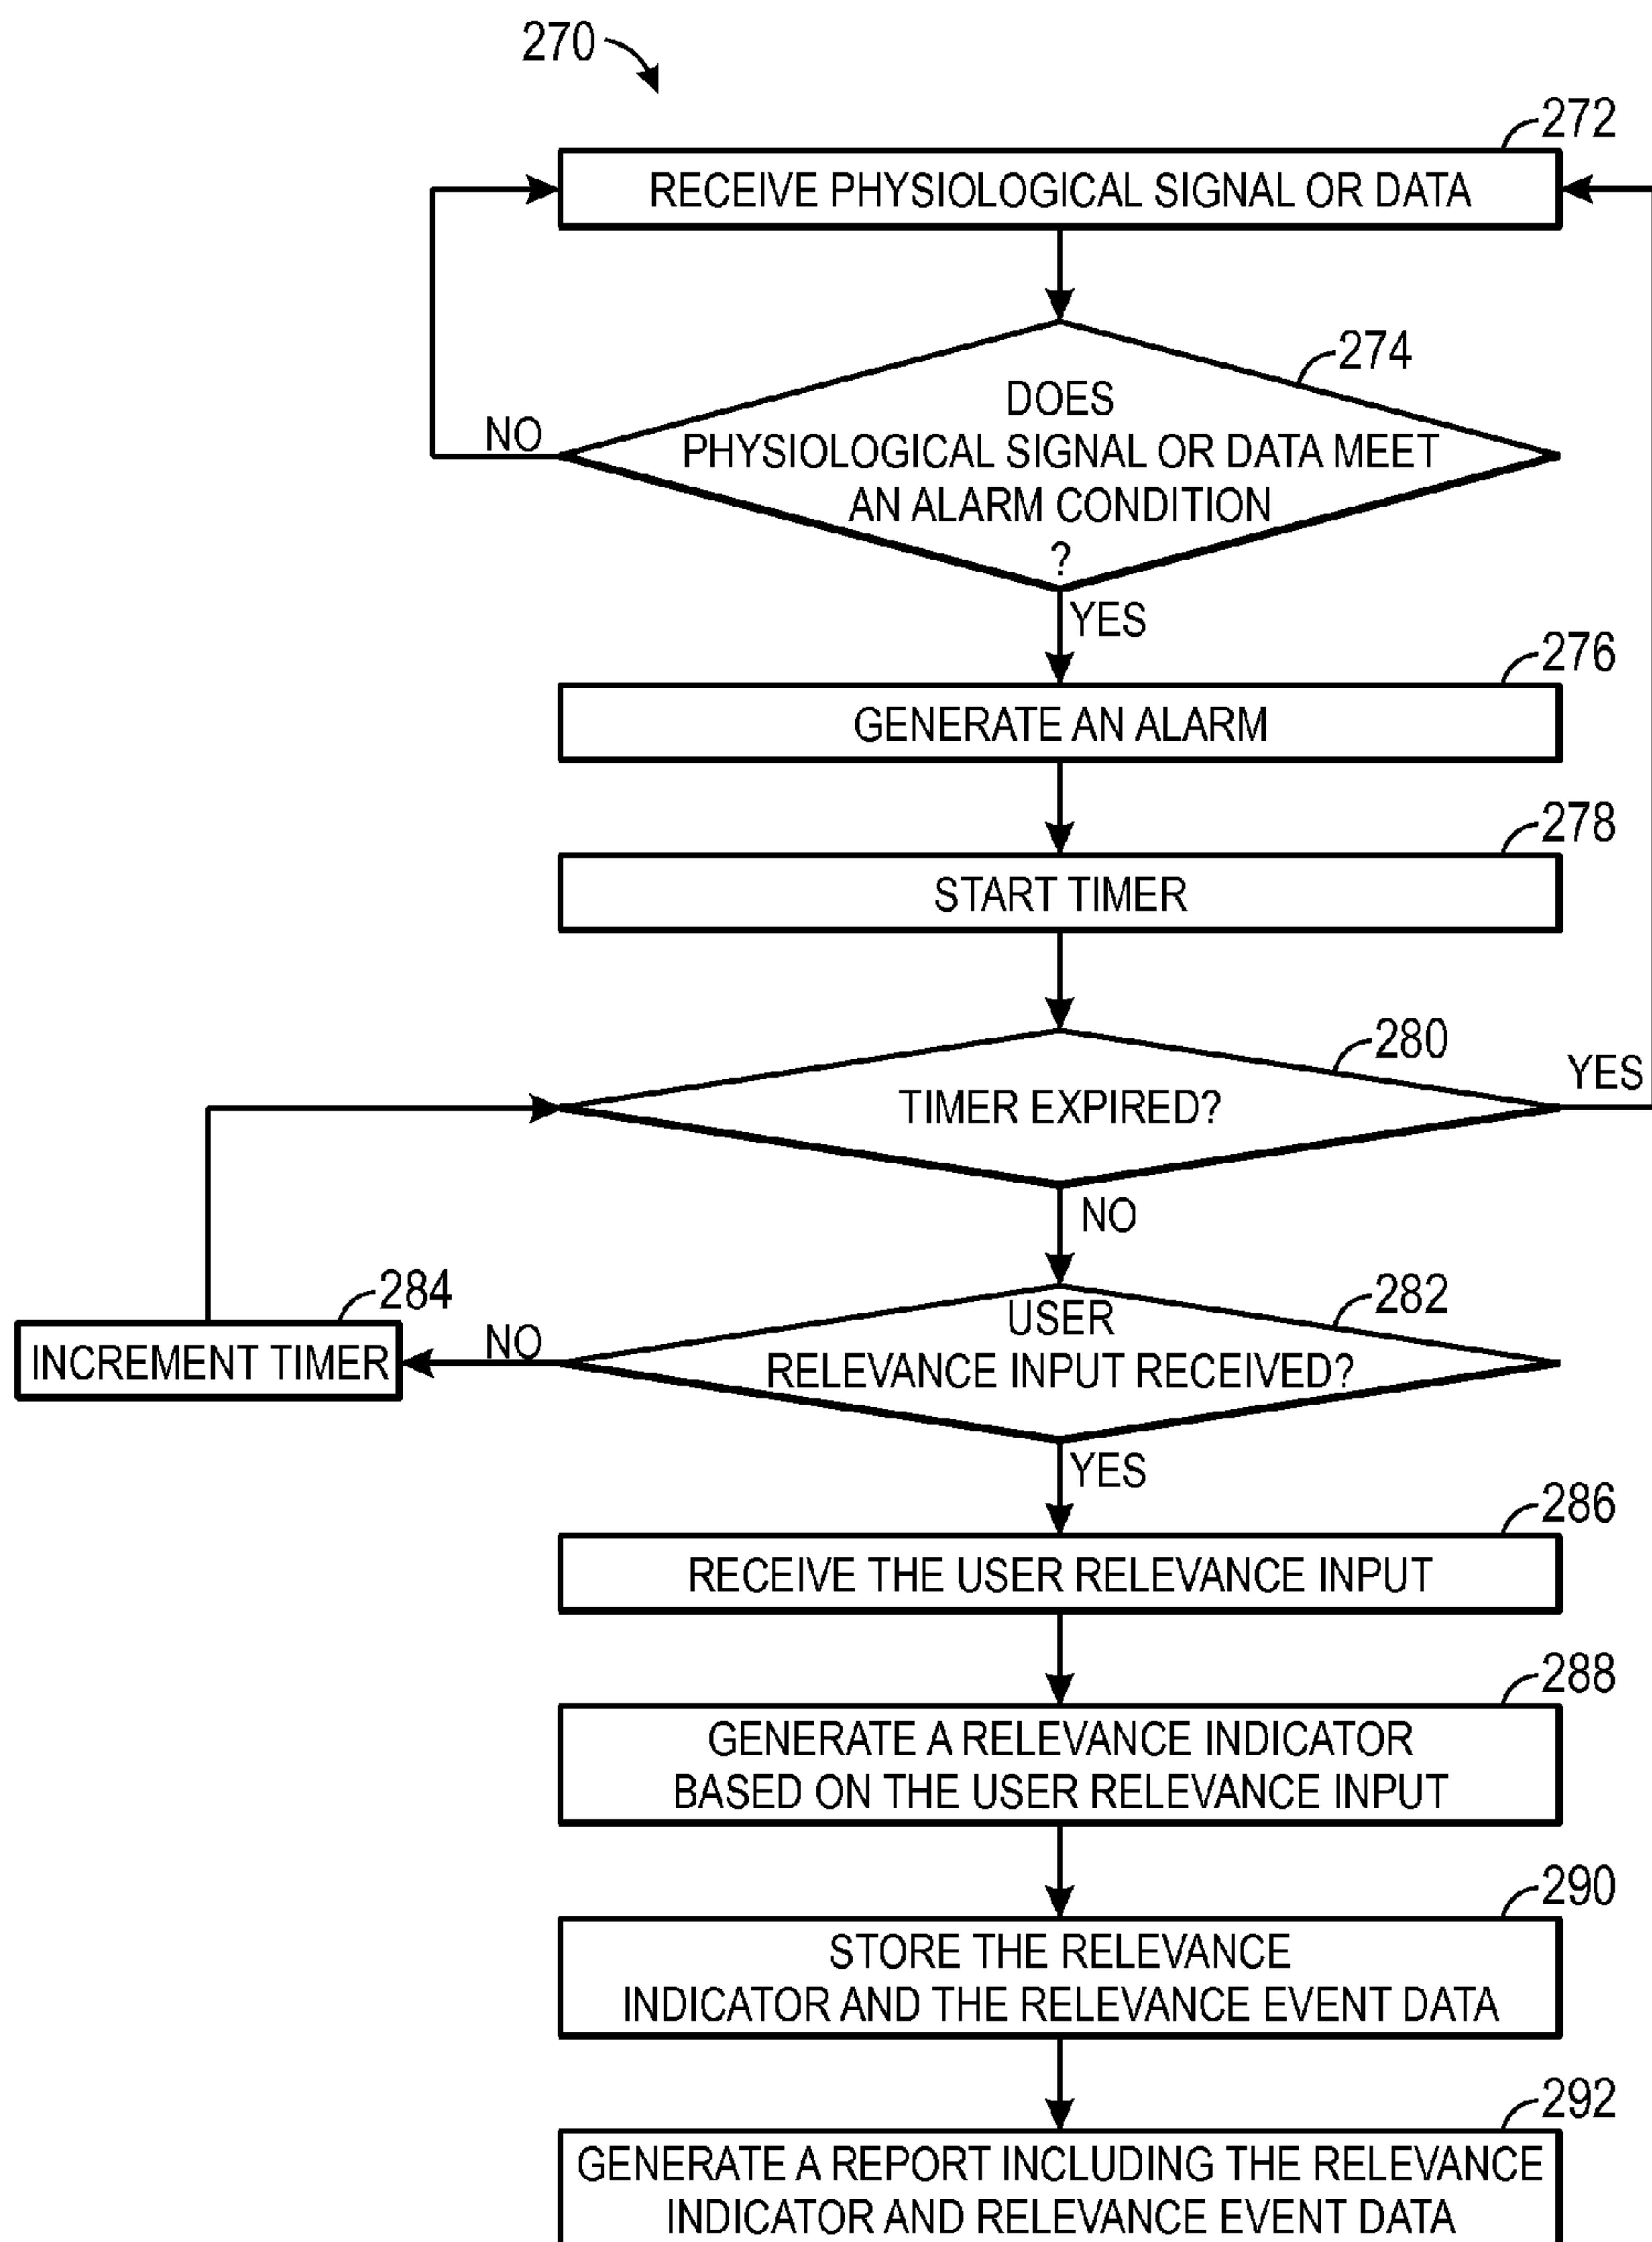 270
272
RECEIVE PHYSIOLOGICAL SIGNAL OR DATA
274
DOES
PHYSIOLOGICAL SIGNAL OR DATA MEET
AN ALARM CONDITION
?
NO
YES
276
GENERATE AN ALARM
278
START TIMER
280
TIMER EXPIRED?
YES
NO
282
USER
RELEVANCE INPUT RECEIVED?
NO
284
INCREMENT TIMER
YES
286
RECEIVE THE USER RELEVANCE INPUT
288
GENERATE A RELEVANCE INDICATOR
BASED ON THE USER RELEVANCE INPUT
290
STORE THE RELEVANCE
INDICATOR AND THE RELEVANCE EVENT DATA
292
GENERATE A REPORT INCLUDING THE RELEVANCE
INDICATOR AND RELEVANCE EVENT DATA